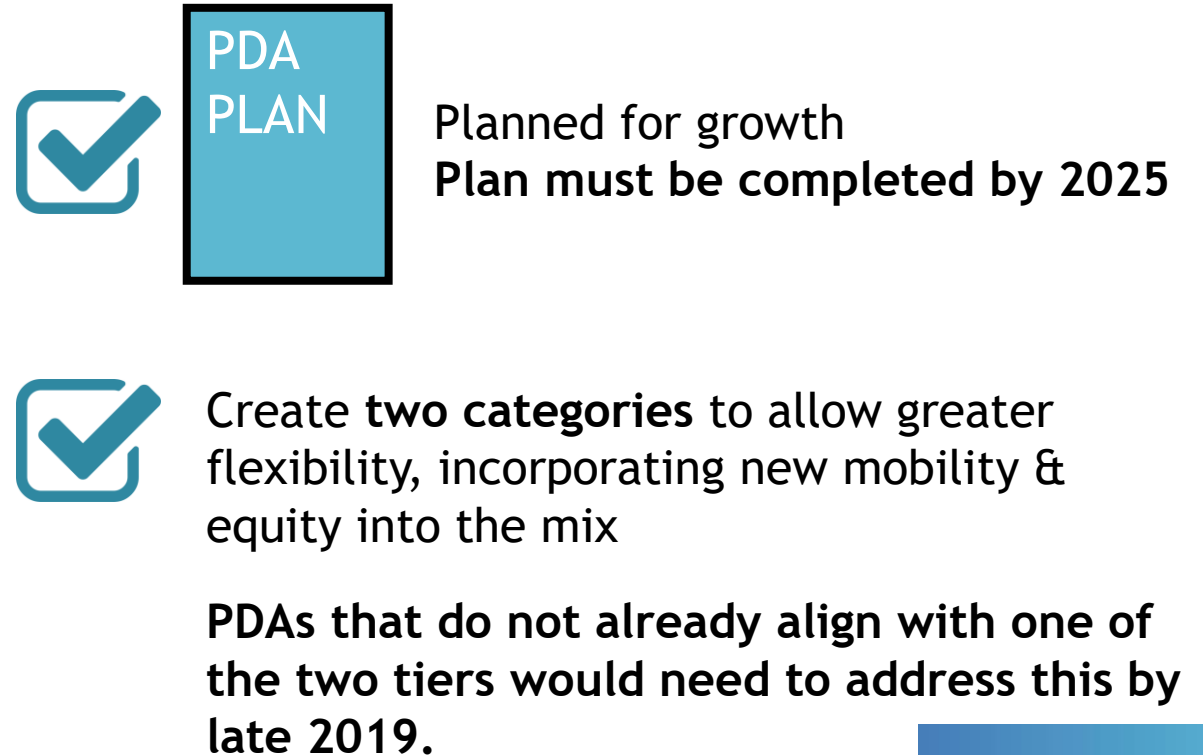 PDA
PLAN
Planned for growth
Plan must be completed by 2025
Create two categories to allow greater
flexibility, incorporating new mobility &
equity into the mix
PDAs that do not already align with one of
the two tiers would need to address this by
late 2019.